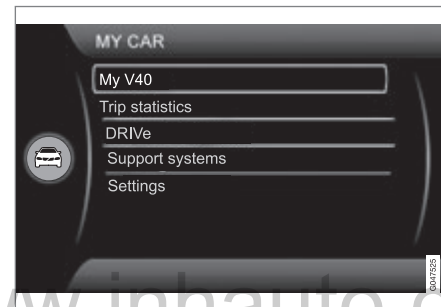 MY CAR
My V40
Trip statistics
DRIVe
Support systems
Settings
G047525